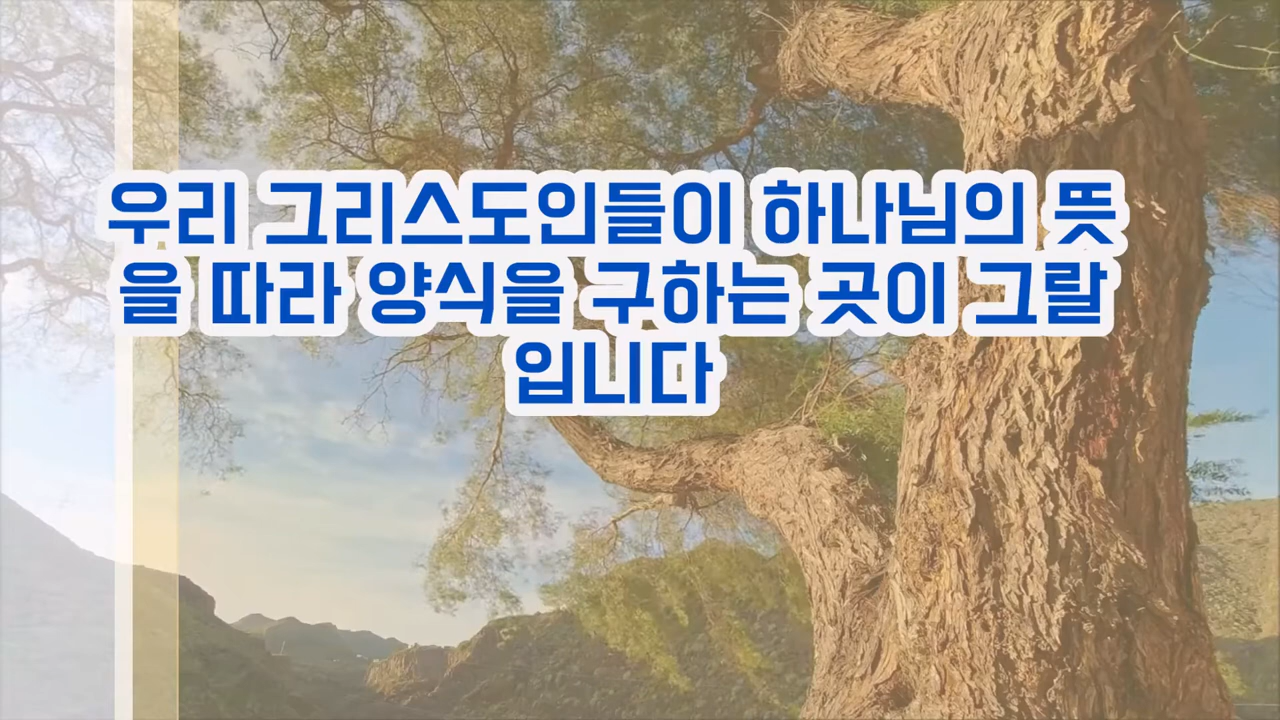 우리 그리스도인들이 하나님의 뜻
을 따라 양식을 구하는 곳이 그랄
입니다